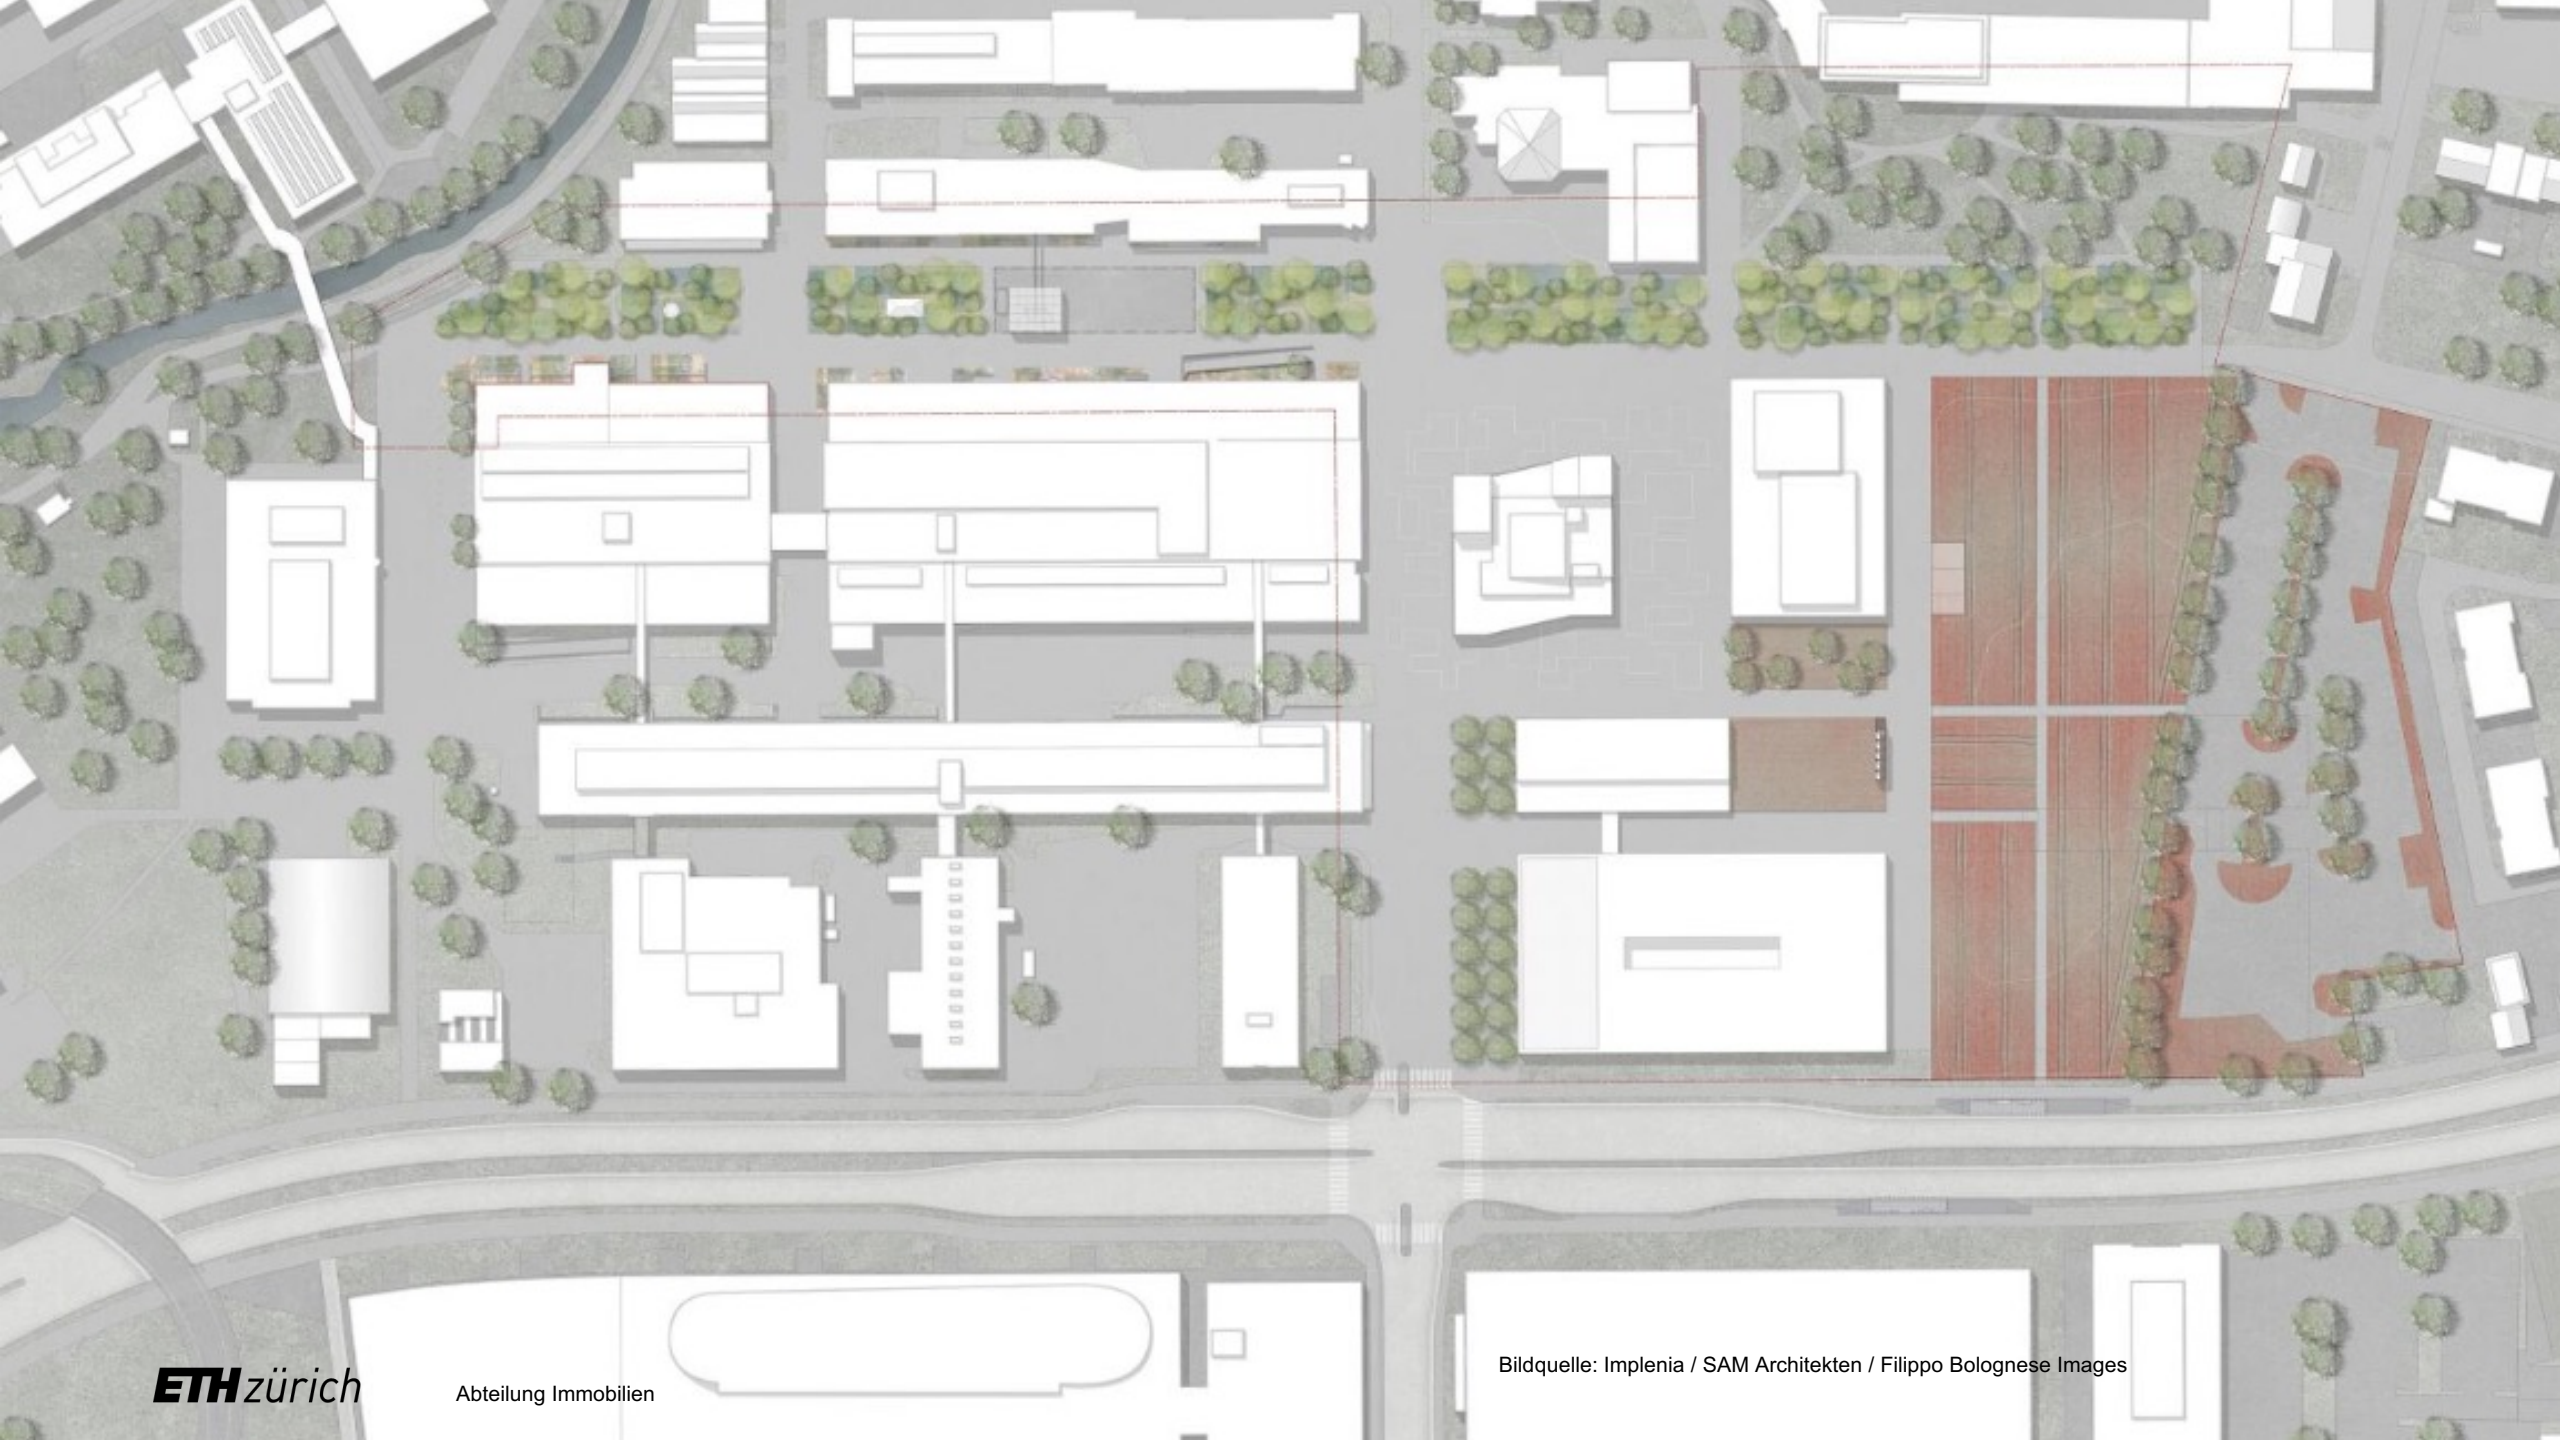 Bildquelle: Implenia / SAM Architekten / Filippo Bolognese Images
ETH zürich
Abteilung Immobilien